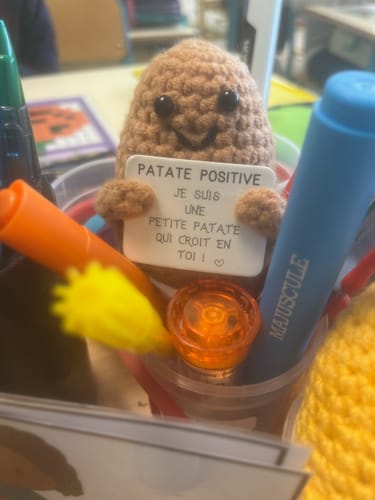 PATATE POSITIVE
JE SUIS
UNE
PETITE PATATE
QUI CROIT EN
TOI ! ♡
MAJUSCULE